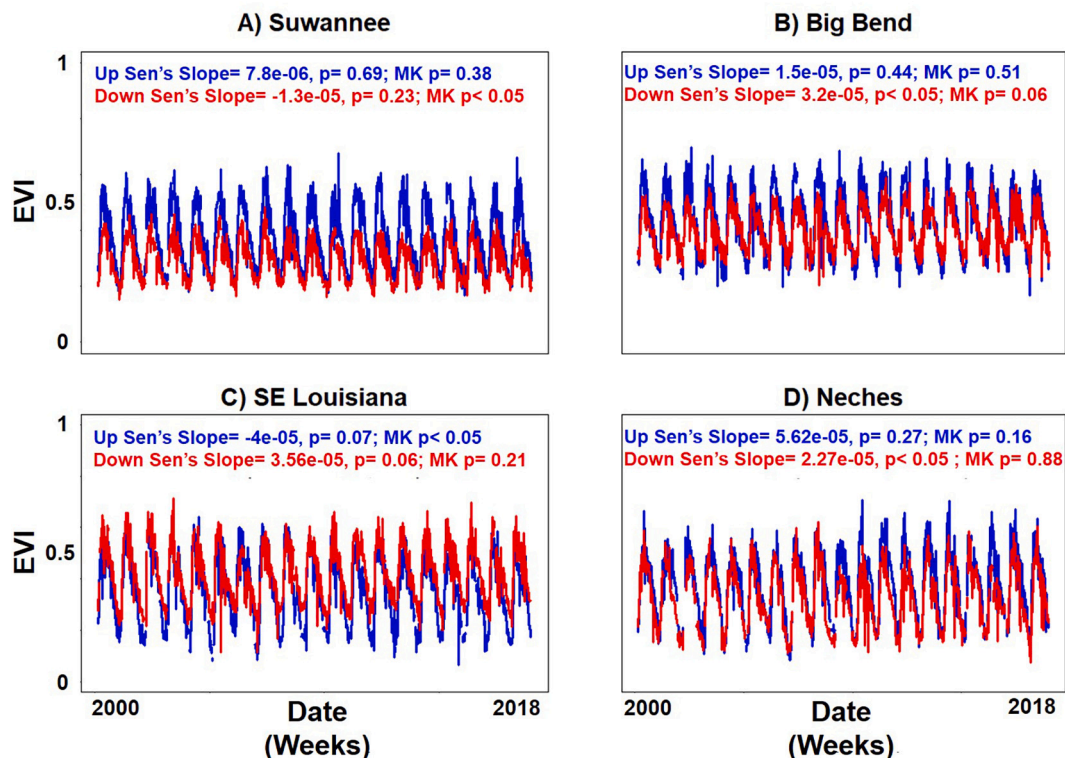 A) Suwannee
1
Up Sen's Slope= 7.8e-06, p= 0.69; MK p= 0.38
Down Sen's Slope= -1.3e-05, p= 0.23; MK p< 0.05
EVI
0.5
0
B) Big Bend
Up Sen's Slope= 1.5e-05, p= 0.44; MK p= 0.51
Down Sen's Slope= 3.2e-05, p< 0.05; MK p= 0.06
C) SE Louisiana
1
Up Sen's Slope= -4e-05, p= 0.07; MK p< 0.05
Down Sen's Slope= 3.56e-05, p= 0.06; MK p= 0.21
EVI
0.5
0
2000
Date
2018
(Weeks)
D) Neches
Up Sen's Slope= 5.62e-05, p= 0.27; MK p= 0.16
Down Sen's Slope= 2.27e-05, p< 0.05 ; MK p= 0.88
2000
Date
2018
(Weeks)